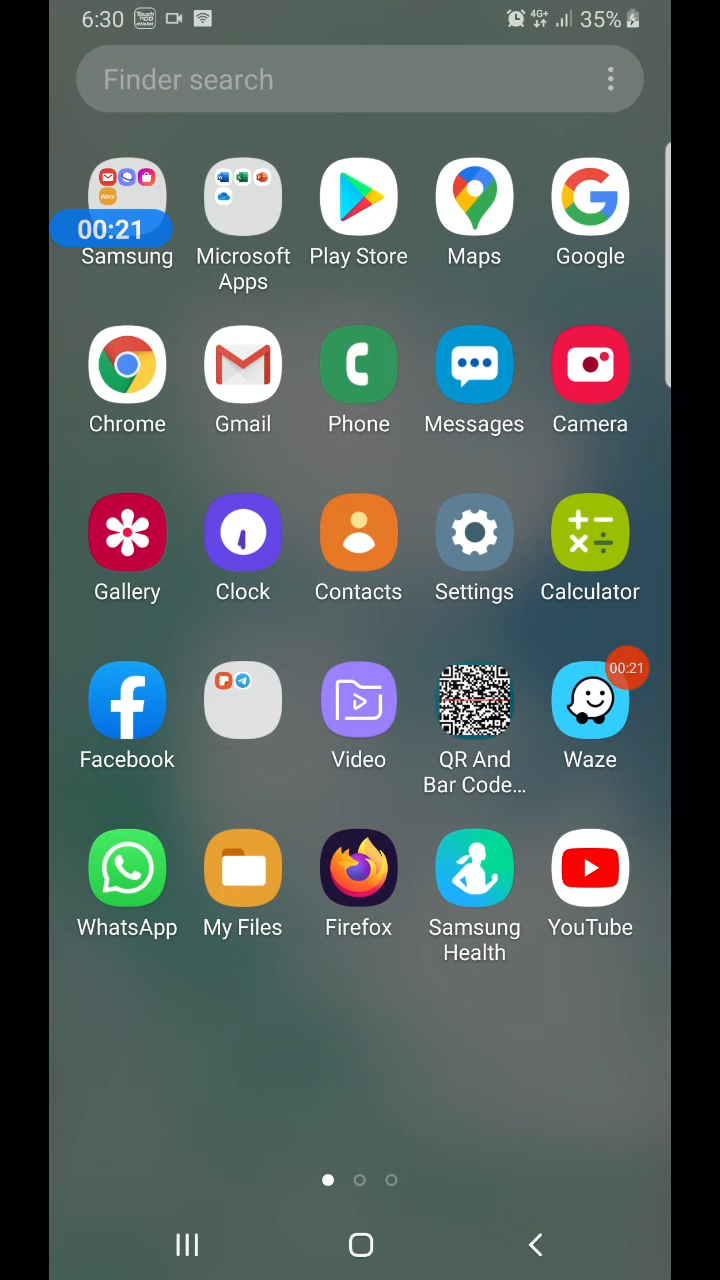 6:30
4G+
35%
Finder search
00:21
Samsung
Microsoft
Apps
Play Store
Maps
Google
Chrome
Gmail
Phone
Messages
Camera
Gallery
Clock
Contacts
Settings
Calculator
00:21
Facebook
Video
QR And
Bar Code...
Waze
WhatsApp
My Files
Firefox
Samsung
Health
YouTube